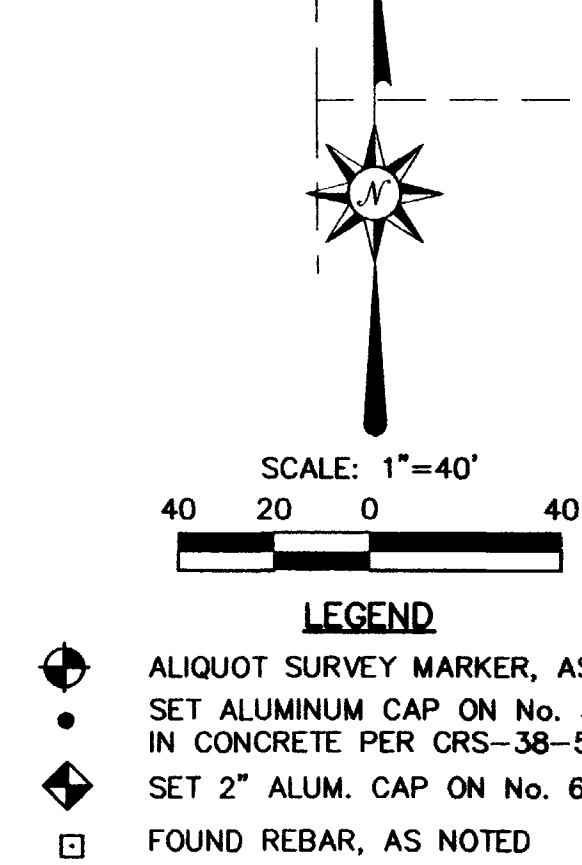 N
SCALE: 1"=40'
40 20 0 40
LEGEND
ALIQUOT SURVEY MARKER,
SET ALUMINUM CAP ON No.
IN CONCRETE PER CRS-38-5
SET 2" ALUM. CAP ON No. 6
FOUND REBAR, AS NOTED